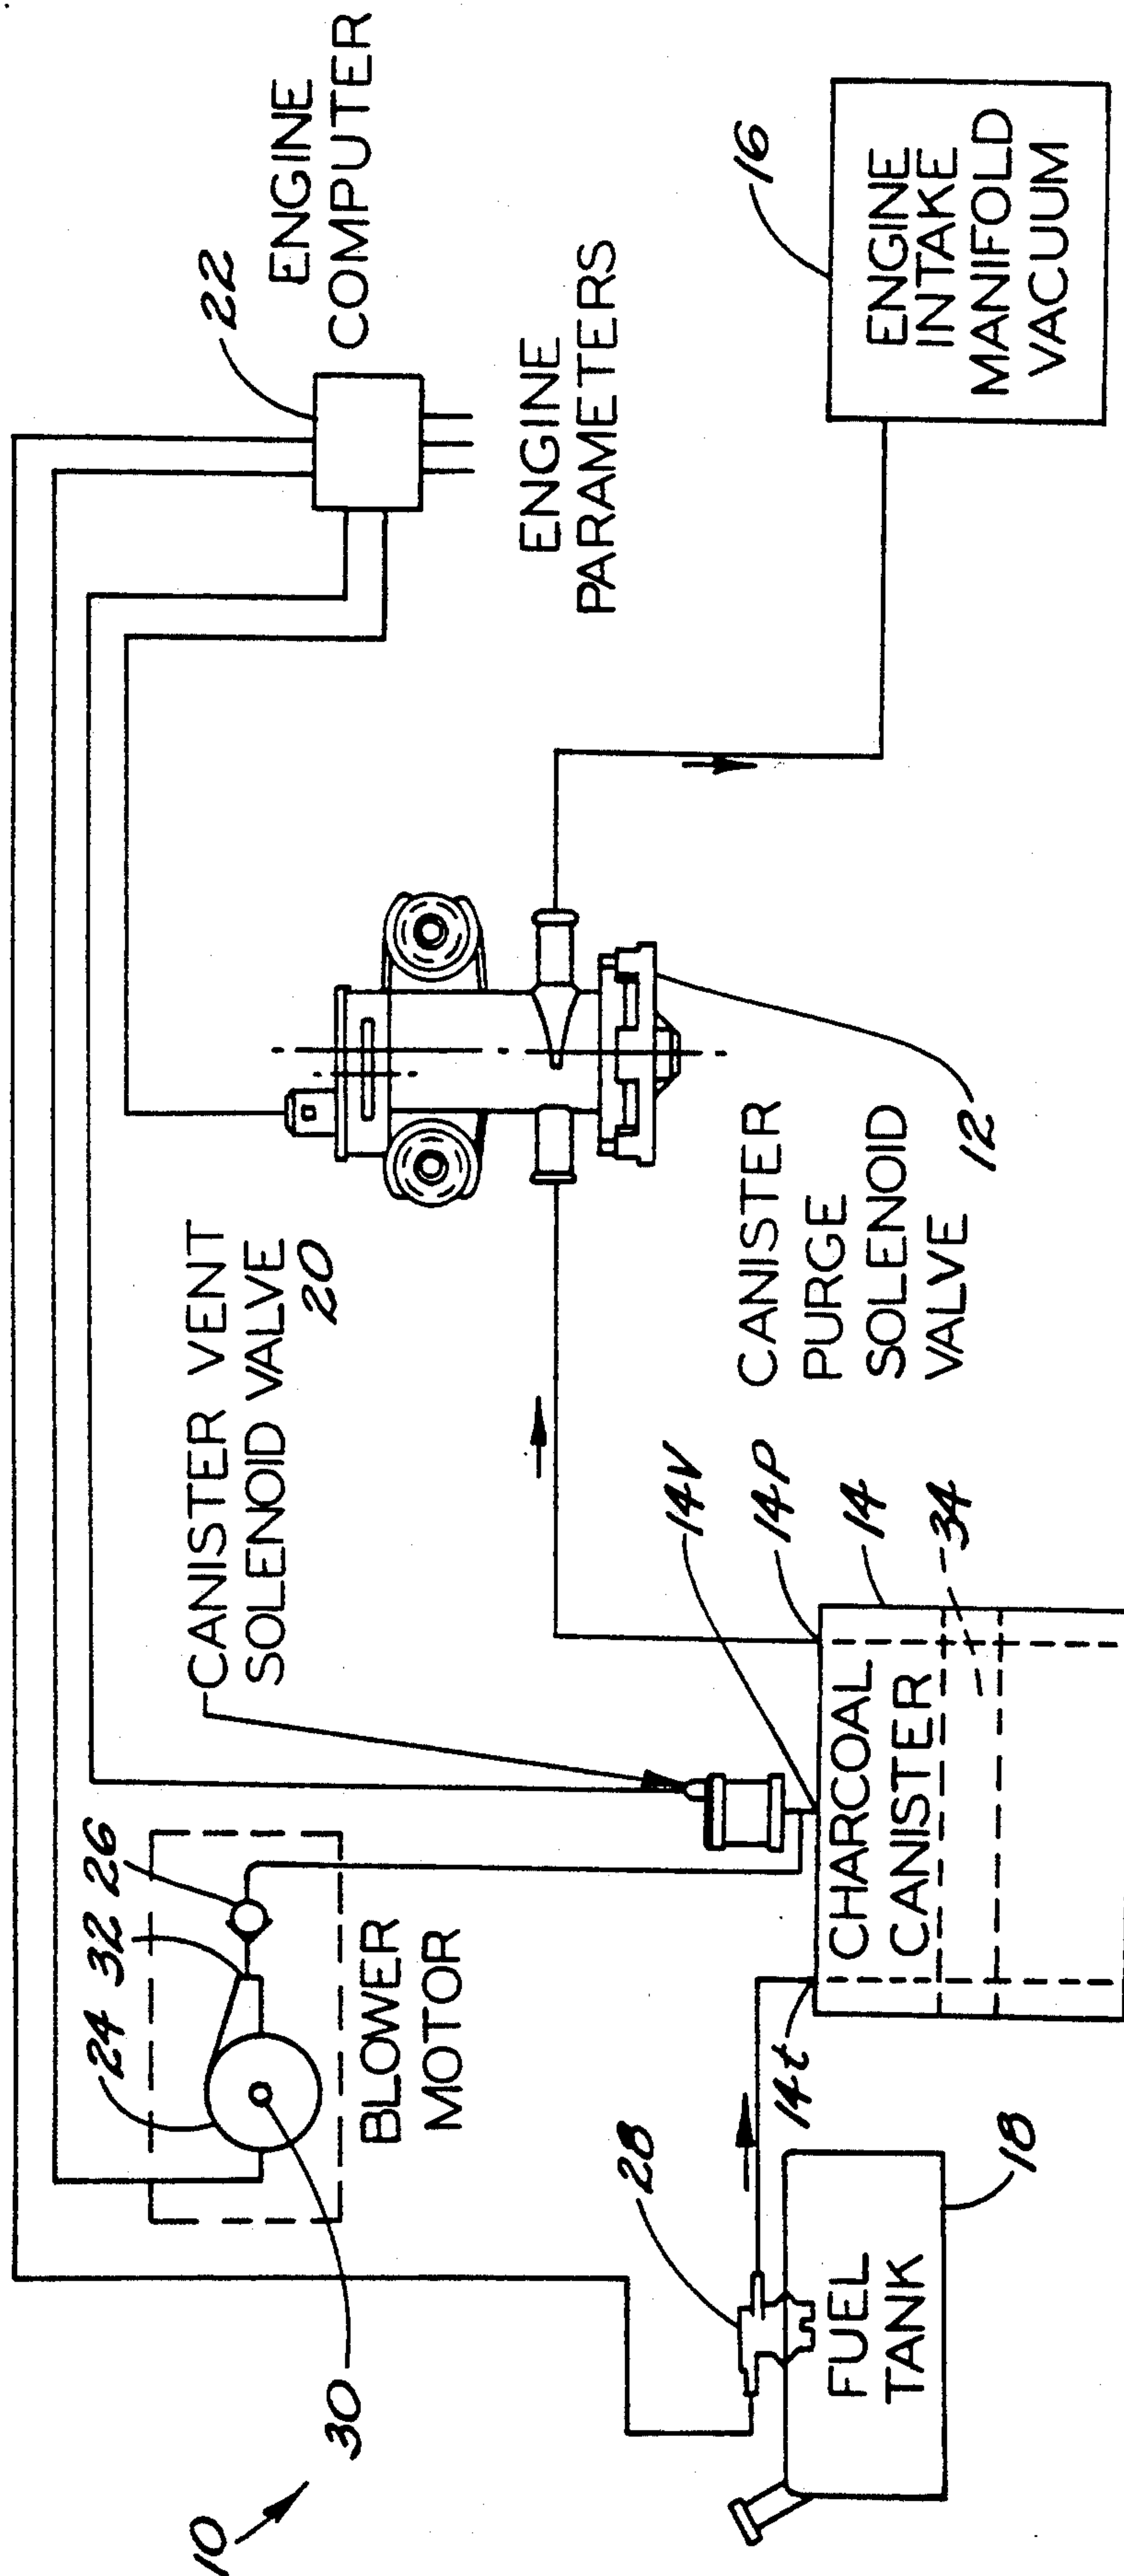 10
30
24
32
26
BLOWER
MOTOR
CANISTER VENT
SOLENOID VALVE
20
22
ENGINE
COMPUTER
ENGINE
PARAMETERS
28
FUEL
TANK
18
14t
14V
14P
14
34
CHARCOAL
CANISTER
CANISTER
PURGE
SOLENOID
VALVE
12
16
ENGINE
INTAKE
MANIFOLD
VACUUM